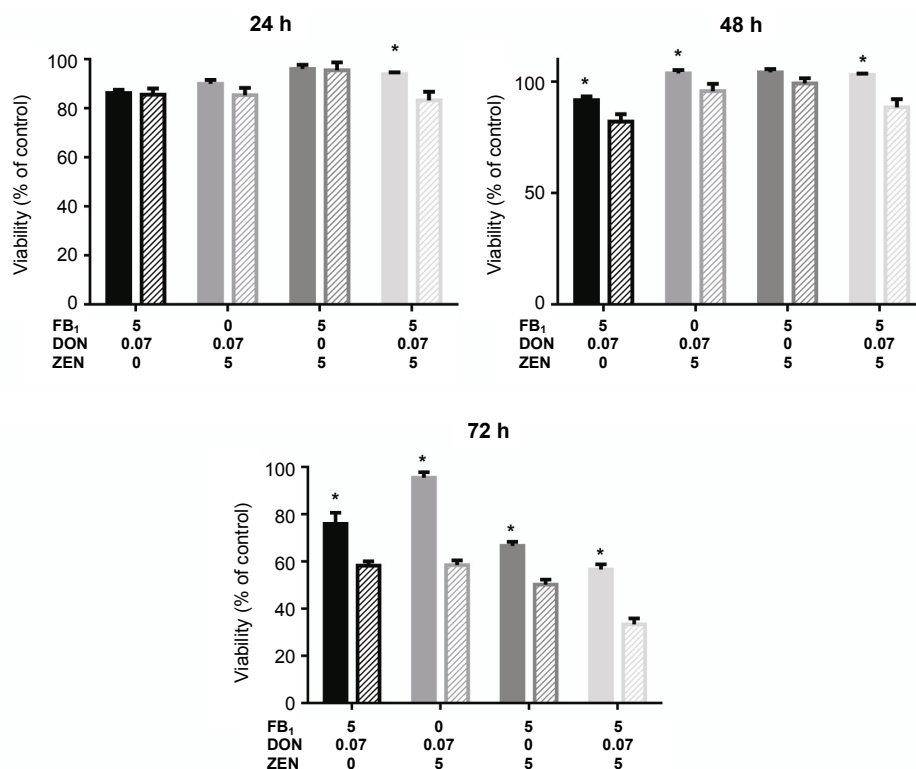 24 h
Viability (% of control)
100
80
60
40
20
0
*
FB₁ 5 0 5 5
DON 0.07 0.07 0 0.07
ZEN 0 5 5 5
48 h
Viability (% of control)
100
50
0
* * *
FB₁ 5 0 5 5
DON 0.07 0.07 0 0.07
ZEN 0 5 5 5
72 h
Viability (% of control)
100
80
60
40
20
0
* * * *
FB₁ 5 0 5 5
DON 0.07 0.07 0 0.07
ZEN 0 5 5 5